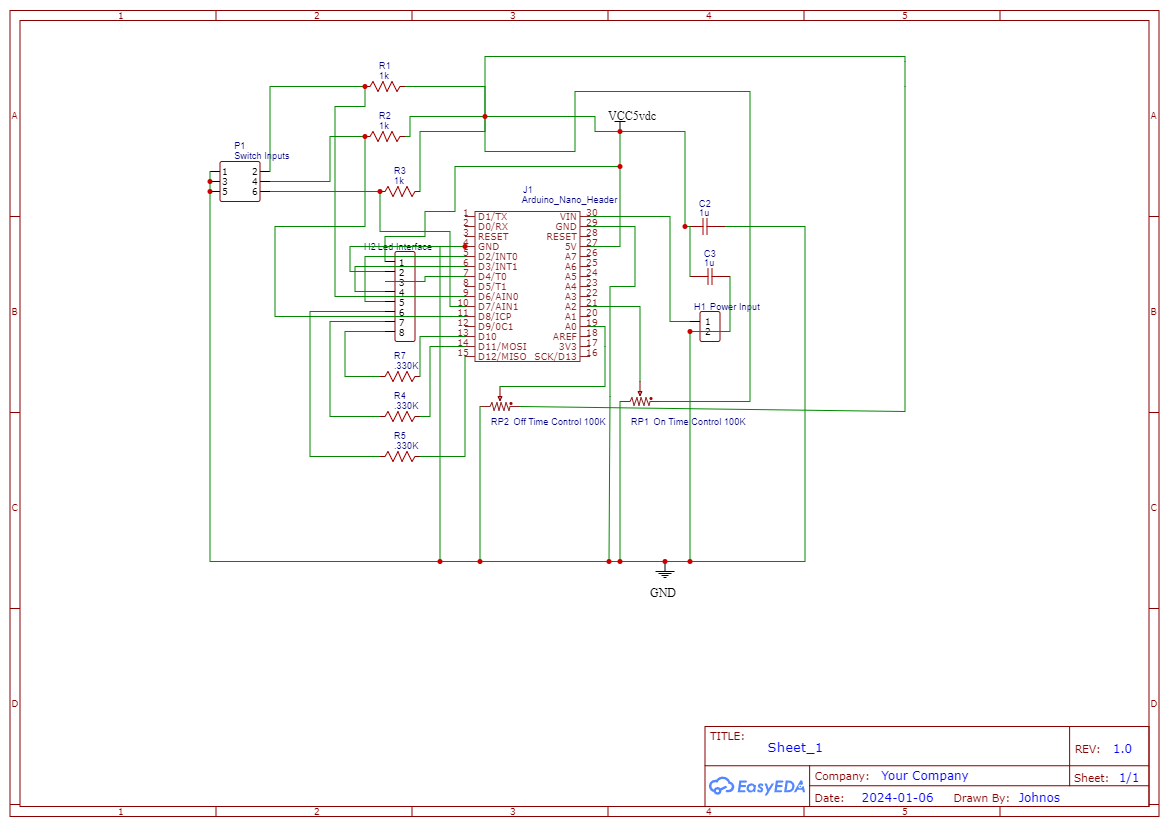 1 2 3 4 5
A A
B B
C C
D D
R1
1k
R2
1k
R3
1k
P1
Switch Inputs
1 2
3 4
5 6
VCC5vdc
J1
Arduino_Nano_Header
1 D1/TX VIN 30
2 D0/RX GND 29
3 RESET RESET 28
4 GND 5V 27
5 D2/INT0 A7 26
6 D3/INT1 A6 25
7 D4/T0 A5 24
8 D5/T1 A4 23
9 D6/AIN0 A3 22
10 D7/AIN1 A2 21
11 D8/ICP A1 20
12 D9/0C1 A0 19
13 D10 AREF 18
14 D11/MOSI 3V3 17
15 D12/MISO SCK/D13 16
H2 Led Interface
1
2
3
4
5
6
7
8
C2
1u
C3
1u
H1 Power Input
1
2
R7
.330K
R4
.330K
R5
.330K
RP2 Off Time Control 100K
RP1 On Time Control 100K
GND
TITLE:
Sheet_1
REV: 1.0
EasyEDA
Company: Your Company
Sheet: 1/1
Date: 2024-01-06 Drawn By: Johnos
1 2 3 4 5